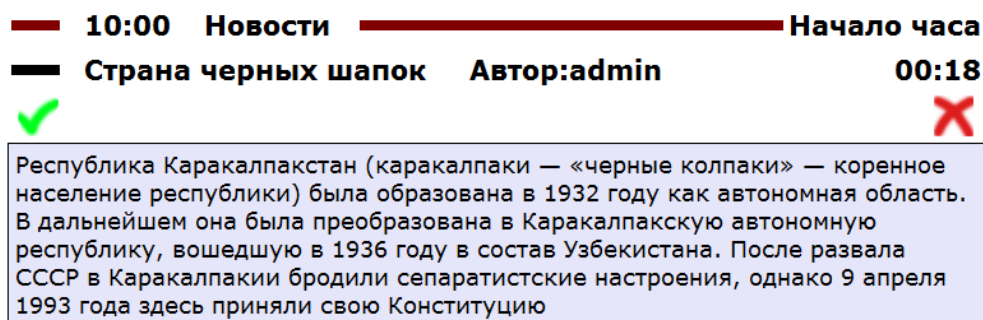 10:00 Новости Начало часа
Страна черных шапок Автор:admin 00:18
Республика Каракалпакстан (каракалпаки — «черные колпаки» — коренное
население республики) была образована в 1932 году как автономная область.
В дальнейшем она была преобразована в Каракалпакскую автономную
республику, вошедшую в 1936 году в состав Узбекистана. После развала
СССР в Каракалпакии бродили сепаратистские настроения, однако 9 апреля
1993 года здесь приняли свою Конституцию